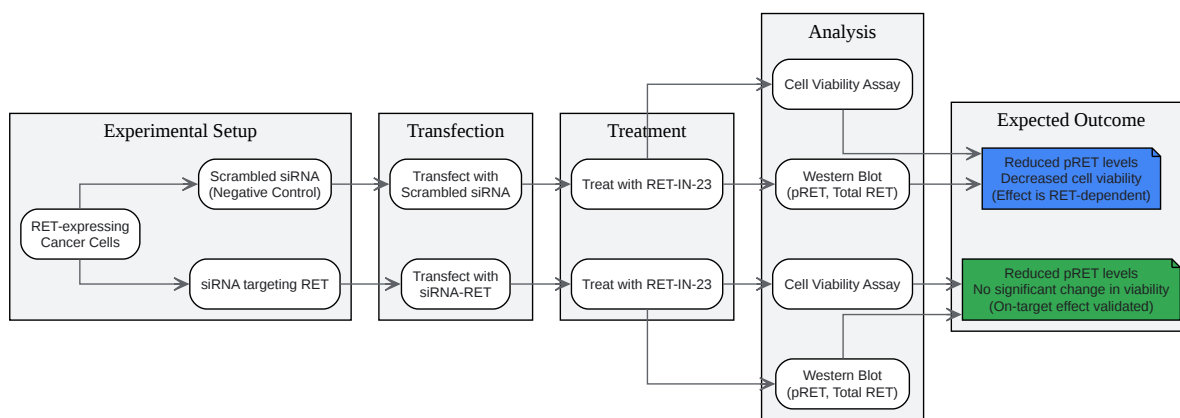 Experimental Setup
RET-expressing
Cancer Cells
Scrambled siRNA
(Negative Control)
siRNA targeting RET
Transfection
Transfect with
Scrambled siRNA
Transfect with
siRNA-RET
Treatment
Treat with RET-IN-23
Treat with RET-IN-23
Analysis
Cell Viability Assay
Western Blot
(pRET, Total RET)
Cell Viability Assay
Western Blot
(pRET, Total RET)
Expected Outcome
Reduced pRET levels
Decreased cell viability
(Effect is RET-dependent)
Reduced pRET levels
No significant change in viability
(On-target effect validated)